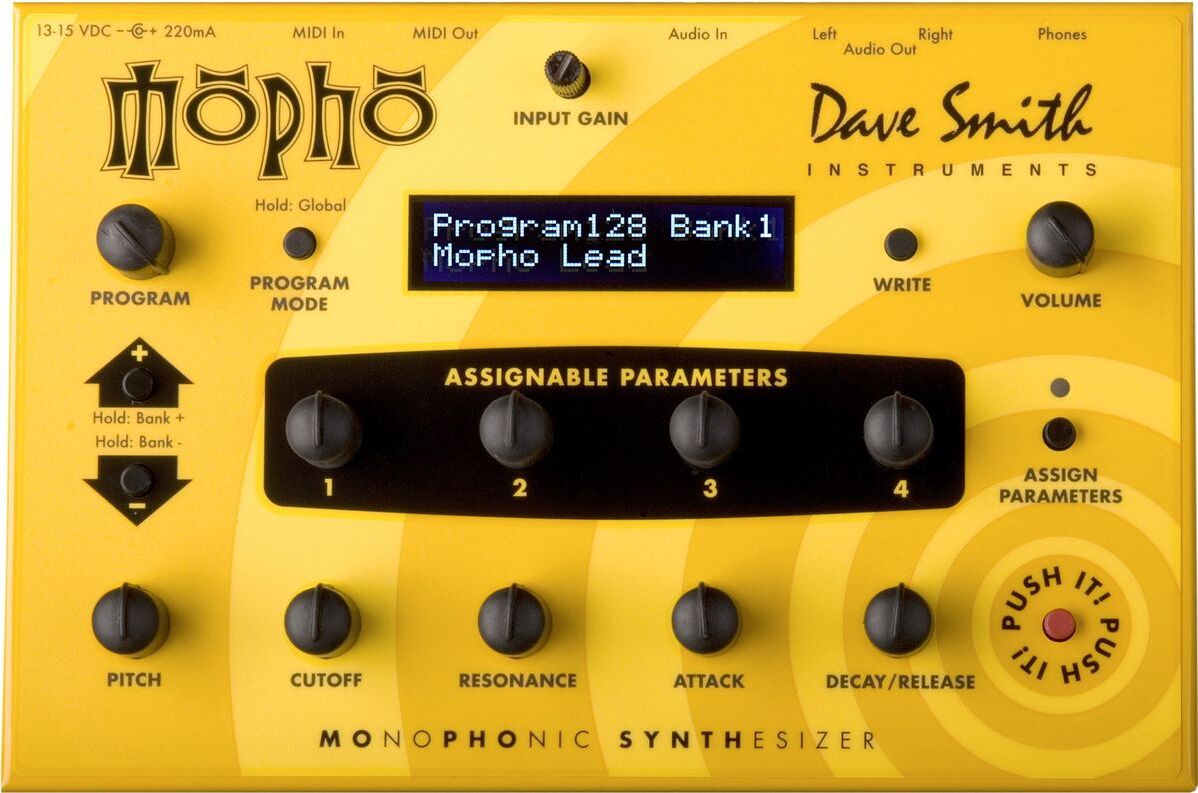 13-15 VDC -+ 220mA
MIDI In
MIDI Out
Audio In
Left
Right
Audio Out
Phones
mōphō
INPUT GAIN
Dave Smith
INSTRUMENTS
Hold: Global
Program128 Bank1
Mopho Lead
PROGRAM
PROGRAM
MODE
WRITE
VOLUME
+
Hold: Bank +
Hold: Bank -
-
ASSIGNABLE PARAMETERS
1
2
3
4
ASSIGN
PARAMETERS
PUSH IT! PUSH IT!
PITCH
CUTOFF
RESONANCE
ATTACK
DECAY/RELEASE
MONOPHONIC SYNTHESIZER